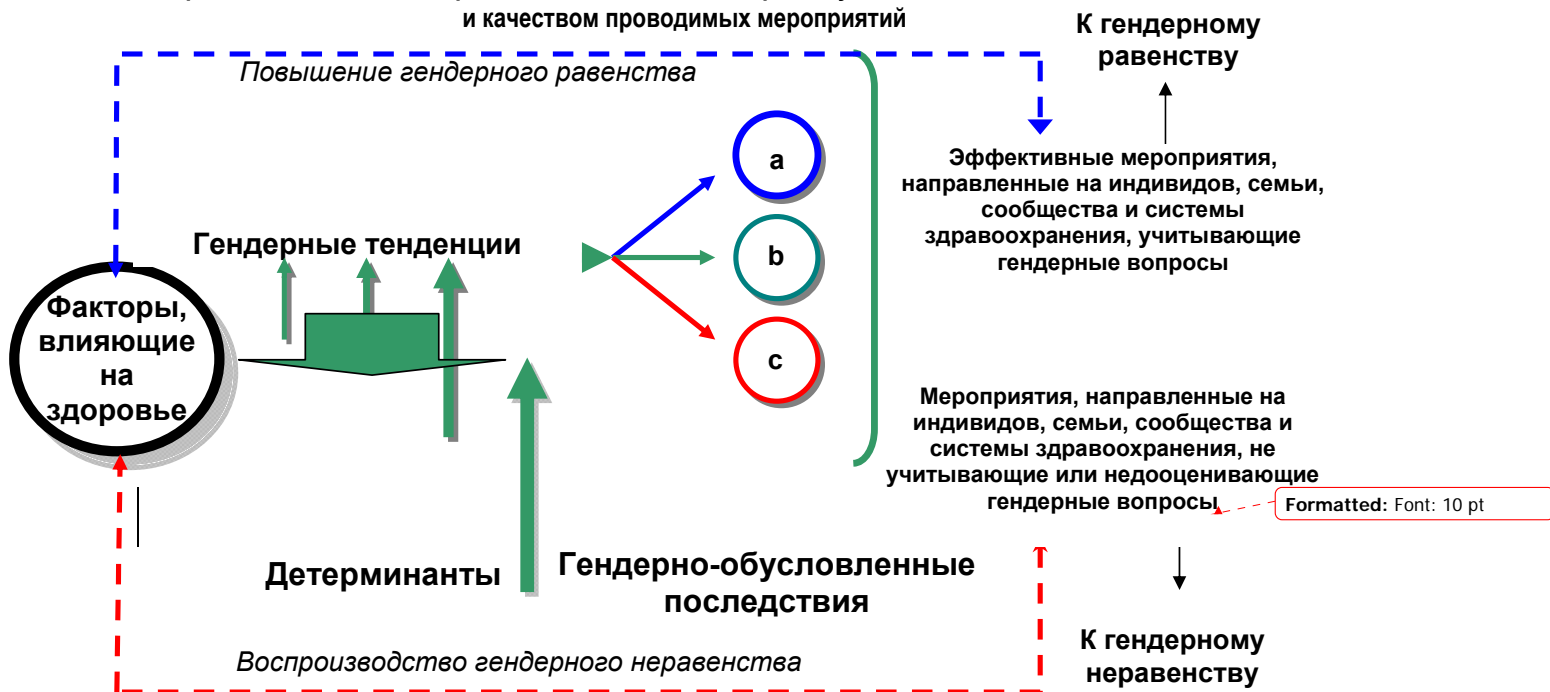 и качеством проводимых мероприятий
К гендерному
равенству
Повышение гендерного равенства
a
Эффективные мероприятия,
направленные на индивидов, семьи,
сообщества и системы
здравоохранения, учитывающие
гендерные вопросы
Гендерные тенденции
b
Факторы,
влияющие
на
здоровье
c
Мероприятия, направленные на
индивидов, семьи, сообщества и
системы здравоохранения, не
учитывающие или недооценивающие
гендерные вопросы
Formatted: Font: 10 pt
Детерминанты
Гендерно-обусловленные
последствия
Воспроизводство гендерного неравенства
К гендерному
неравенству